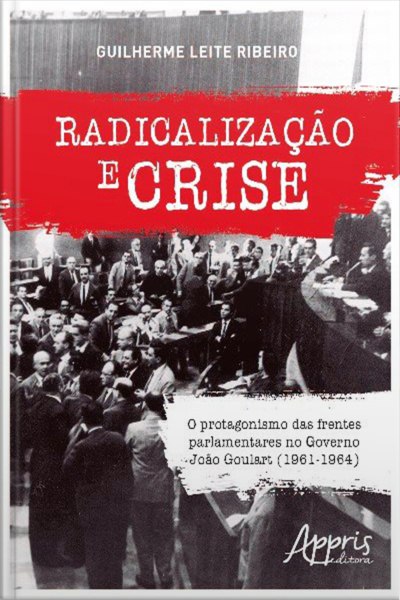 GUILHERME LEITE RIBEIRO
RADICALIZAÇÃO
E CRISE
O protagonismo das frentes
parlamentares no Governo
João Goulart (1961-1964)
Appris
editora